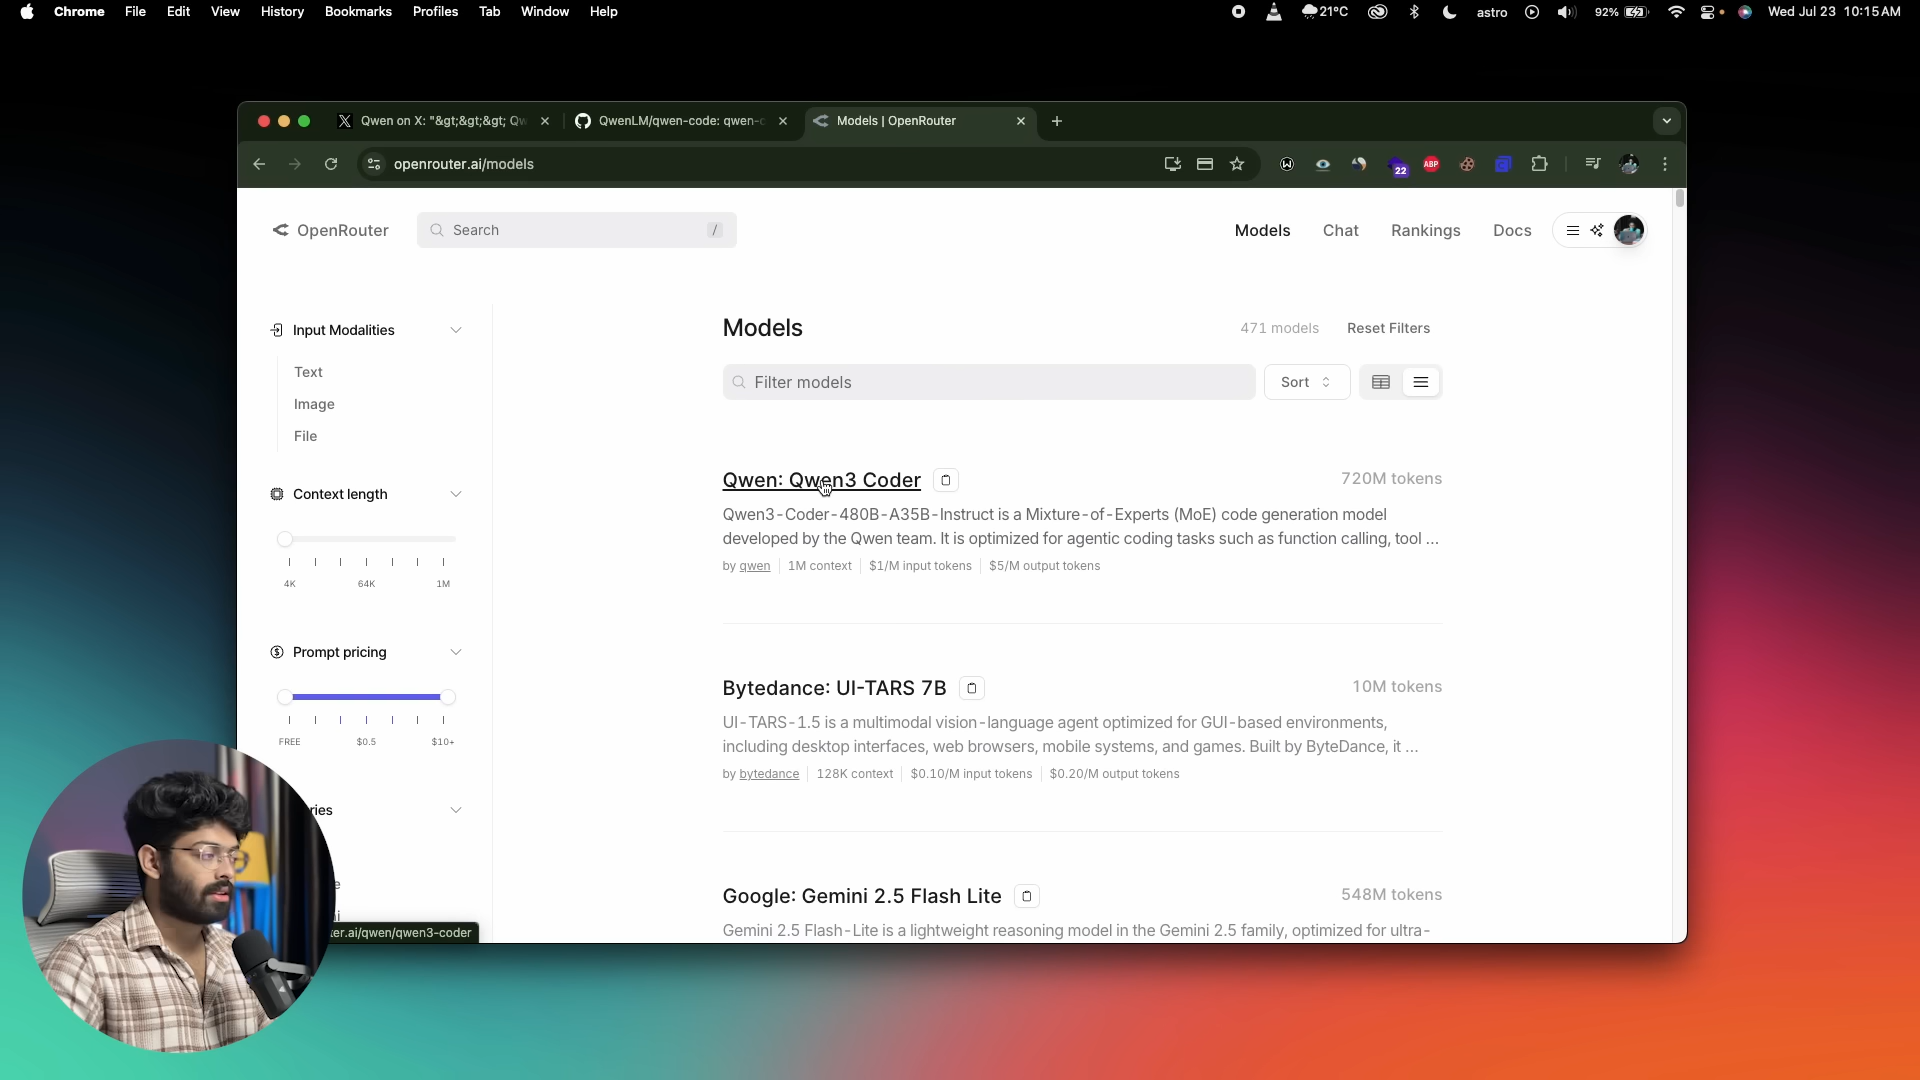 Chrome File Edit View History Bookmarks Profiles Tab Window Help
21°C astro 92% Wed Jul 23 10:15 AM
Qwen on X: "&gt;&gt;&gt; Qw
QwenLM/qwen-code: qwen-c
Models | OpenRouter
openrouter.ai/models
ABP
22
OpenRouter
Search /
Models Chat Rankings Docs
Input Modalities
Text
Image
File
Context length
4K 64K 1M
Prompt pricing
FREE $0.5 $10+
ries
e
ai
ter.ai/qwen/qwen3-coder
Models
471 models Reset Filters
Filter models
Sort
Qwen: Qwen3 Coder
720M tokens
Qwen3-Coder-480B-A35B-Instruct is a Mixture-of-Experts (MoE) code generation model
developed by the Qwen team. It is optimized for agentic coding tasks such as function calling, tool ...
by qwen 1M context $1/M input tokens $5/M output tokens
Bytedance: UI-TARS 7B
10M tokens
UI-TARS-1.5 is a multimodal vision-language agent optimized for GUI-based environments,
including desktop interfaces, web browsers, mobile systems, and games. Built by ByteDance, it ...
by bytedance 128K context $0.10/M input tokens $0.20/M output tokens
Google: Gemini 2.5 Flash Lite
548M tokens
Gemini 2.5 Flash-Lite is a lightweight reasoning model in the Gemini 2.5 family, optimized for ultra-